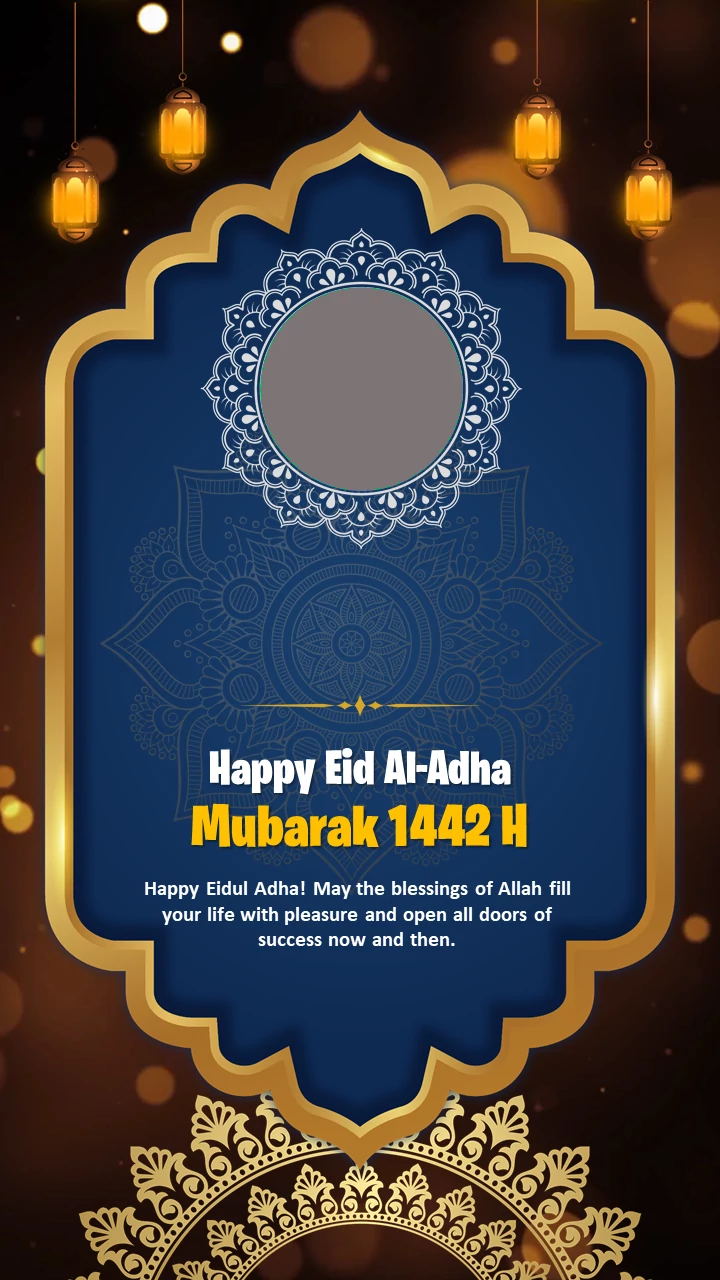 Happy Eid Al-Adha
Mubarak 1442 H
Happy Eidul Adha! May the blessings of Allah fill
your life with pleasure and open all doors of
success now and then.